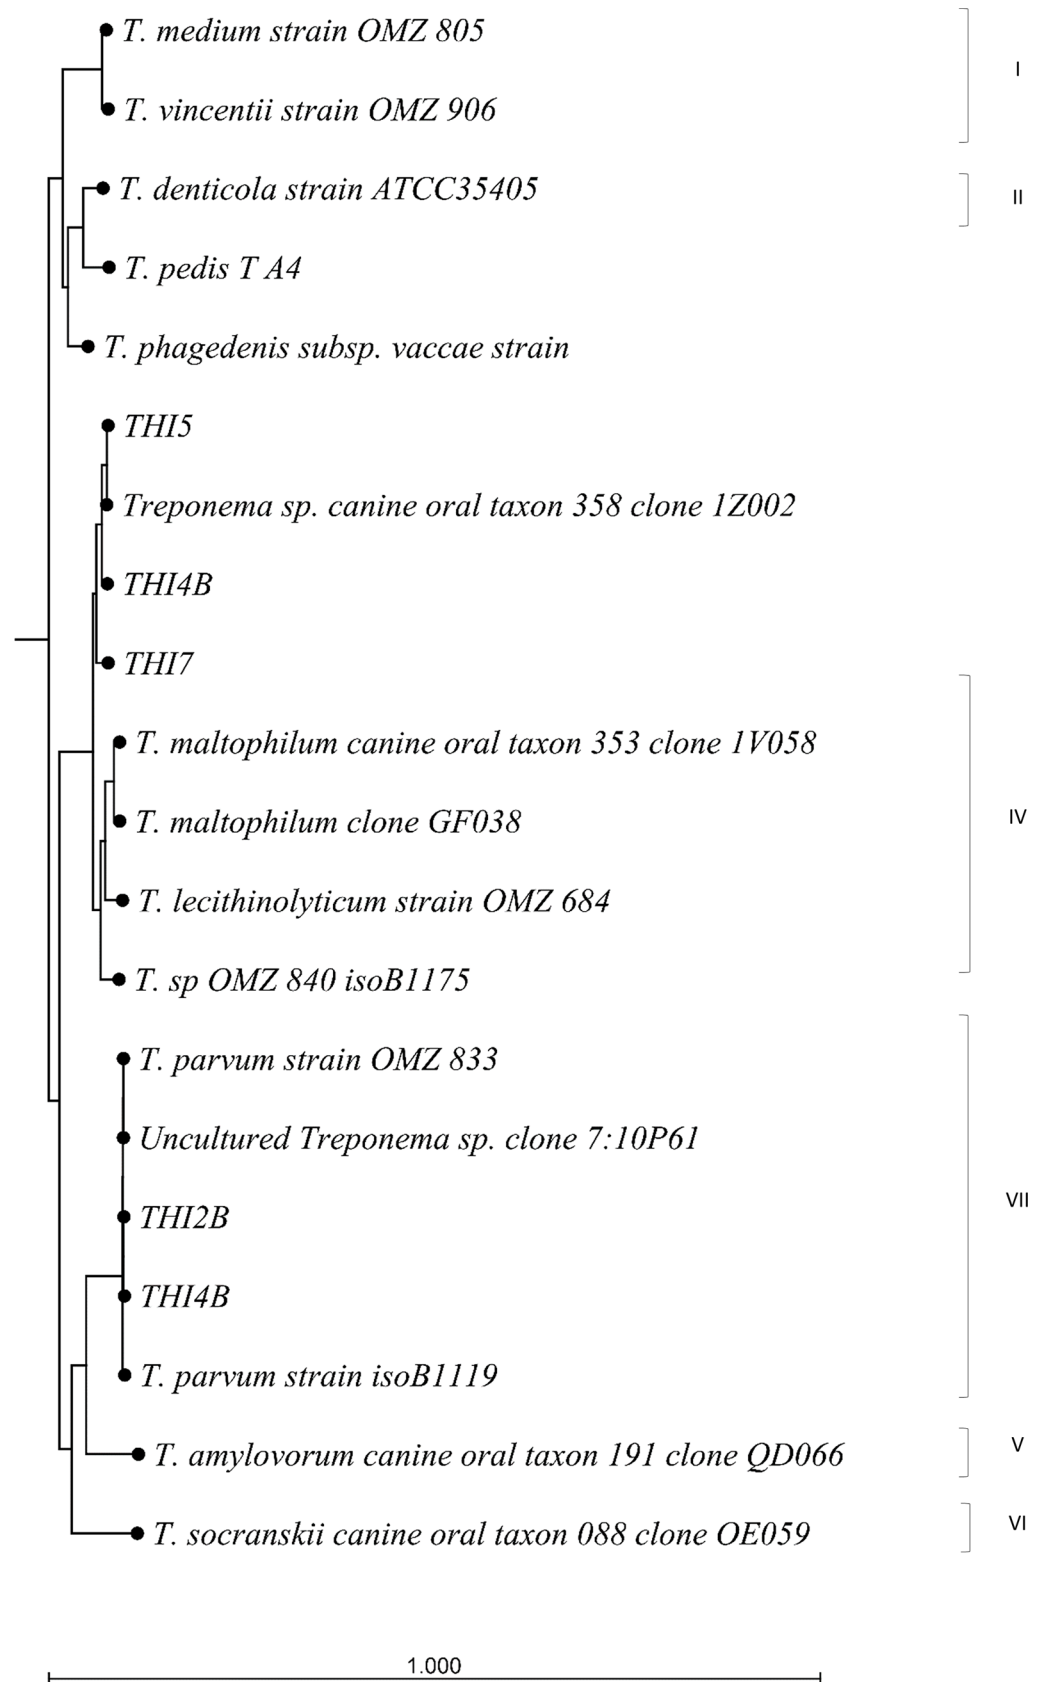 T. medium strain OMZ 805
I
T. vincentii strain OMZ 906
T. denticola strain ATCC35405
II
T. pedis T A4
T. phagedenis subsp. vaccae strain
THI5
Treponema sp. canine oral taxon 358 clone 1Z002
THI4B
THI7
T. maltophilum canine oral taxon 353 clone 1V058
T. maltophilum clone GF038
IV
T. lecithinolyticum strain OMZ 684
T. sp OMZ 840 isoB1175
T. parvum strain OMZ 833
Uncultured Treponema sp. clone 7:10P61
VII
THI2B
THI4B
T. parvum strain isoB1119
T. amylovorum canine oral taxon 191 clone QD066
V
T. socranskii canine oral taxon 088 clone OE059
VI
1.000